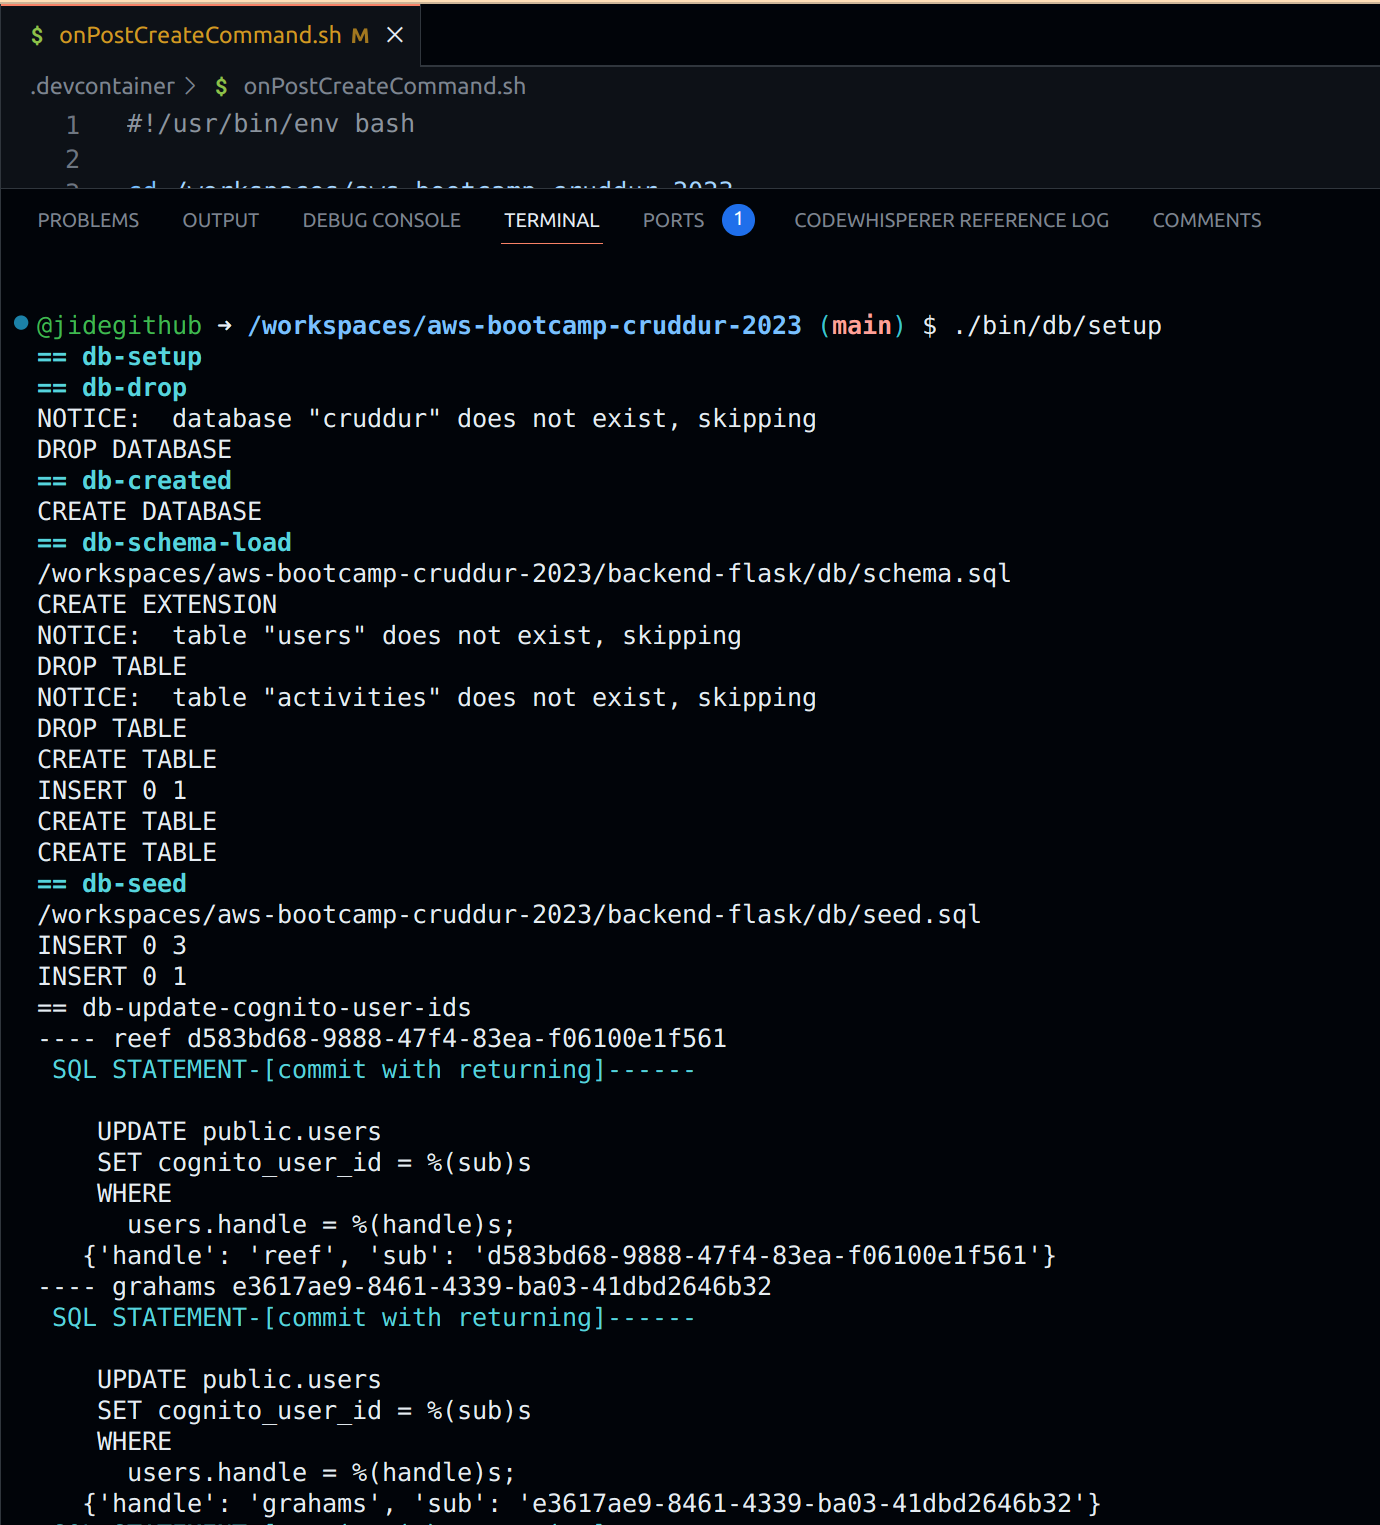 $ onPostCreateCommand.sh M ×
.devcontainer > $ onPostCreateCommand.sh
1 #!/usr/bin/env bash
2
3 cd /workspaces/aws-bootcamp-cruddur-2023
PROBLEMS OUTPUT DEBUG CONSOLE TERMINAL PORTS 1 CODEWHISPERER REFERENCE LOG COMMENTS
@jidegithub ➜ /workspaces/aws-bootcamp-cruddur-2023 (main) $ ./bin/db/setup
== db-setup
== db-drop
NOTICE:  database "cruddur" does not exist, skipping
DROP DATABASE
== db-created
CREATE DATABASE
== db-schema-load
/workspaces/aws-bootcamp-cruddur-2023/backend-flask/db/schema.sql
CREATE EXTENSION
NOTICE:  table "users" does not exist, skipping
DROP TABLE
NOTICE:  table "activities" does not exist, skipping
DROP TABLE
CREATE TABLE
INSERT 0 1
CREATE TABLE
CREATE TABLE
== db-seed
/workspaces/aws-bootcamp-cruddur-2023/backend-flask/db/seed.sql
INSERT 0 3
INSERT 0 1
== db-update-cognito-user-ids
---- reef d583bd68-9888-47f4-83ea-f06100e1f561
SQL STATEMENT-[commit with returning]------
UPDATE public.users
SET cognito_user_id = %(sub)s
WHERE
users.handle = %(handle)s;
{'handle': 'reef', 'sub': 'd583bd68-9888-47f4-83ea-f06100e1f561'}
---- grahams e3617ae9-8461-4339-ba03-41dbd2646b32
SQL STATEMENT-[commit with returning]------
UPDATE public.users
SET cognito_user_id = %(sub)s
WHERE
users.handle = %(handle)s;
{'handle': 'grahams', 'sub': 'e3617ae9-8461-4339-ba03-41dbd2646b32'}